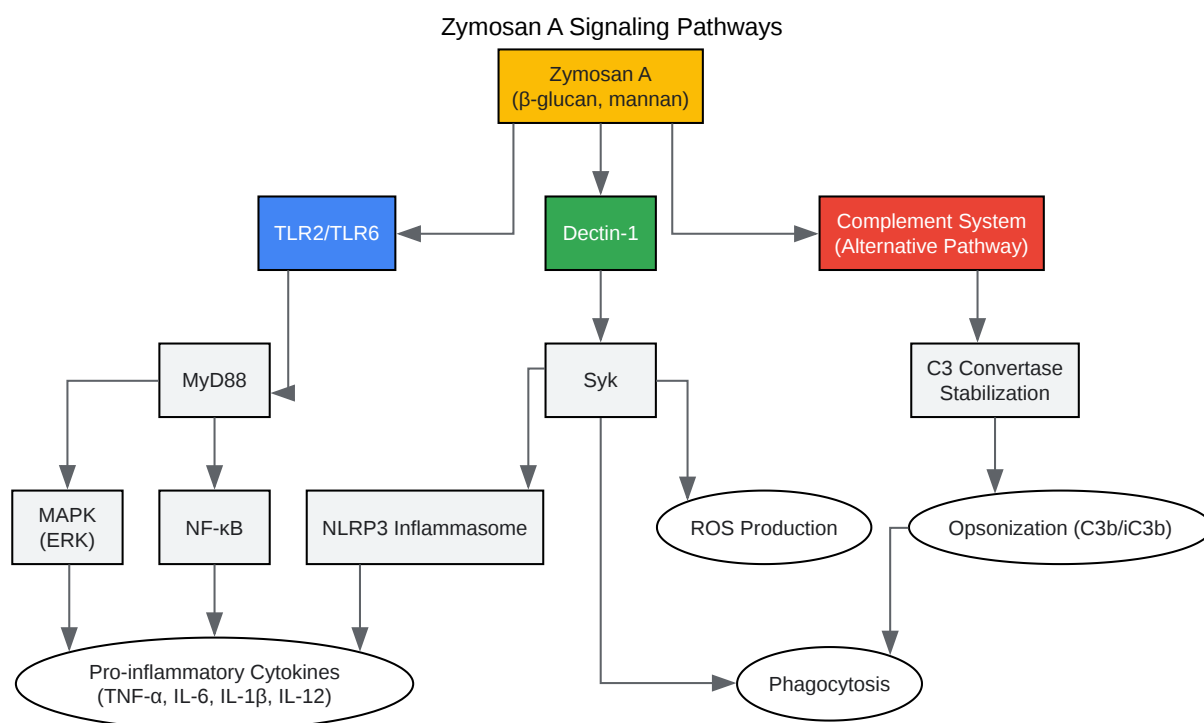 Zymosan A Signaling Pathways
Zymosan A
(β-glucan, mannan)
TLR2/TLR6
Dectin-1
Complement System
(Alternative Pathway)
MyD88
Syk
C3 Convertase
Stabilization
MAPK
(ERK)
NF-κB
NLRP3 Inflammasome
ROS Production
Opsonization (C3b/iC3b)
Pro-inflammatory Cytokines
(TNF-α, IL-6, IL-1β, IL-12)
Phagocytosis